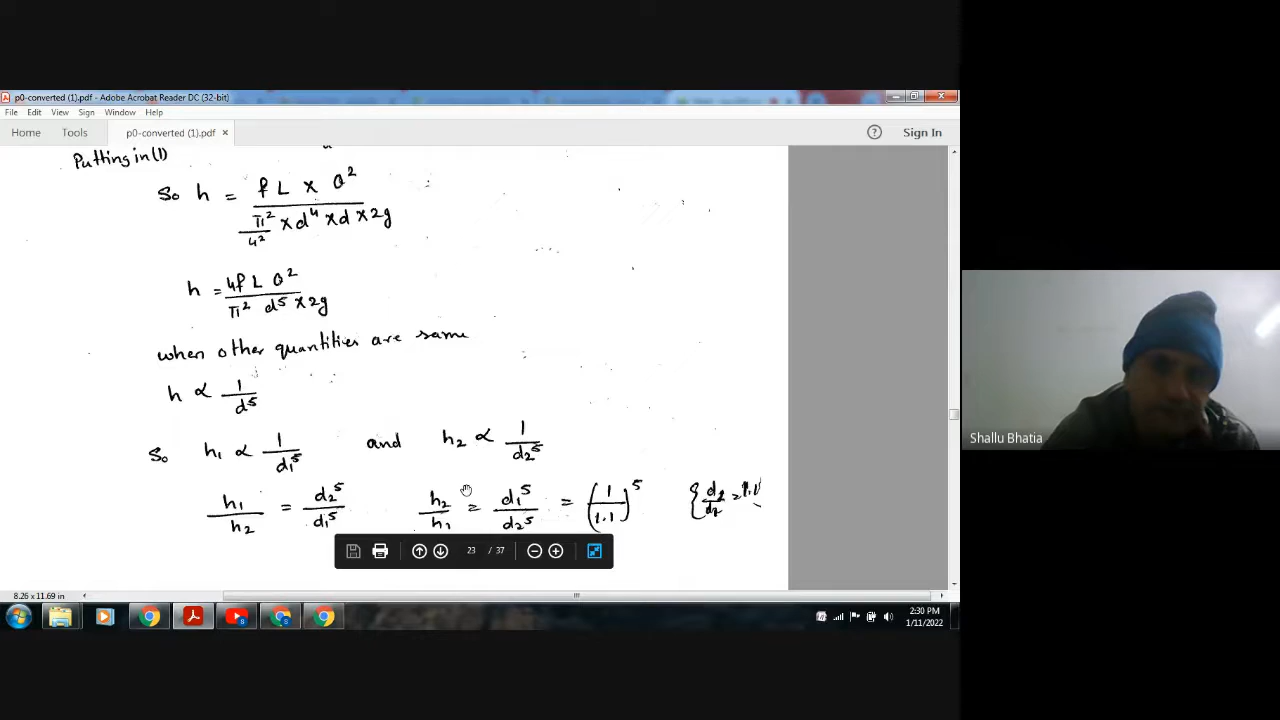 p0-converted (1).pdf - Adobe Acrobat Reader DC (32-bit)
File Edit View Sign Window Help
Home Tools p0-converted (1).pdf × ? Sign In
Putting in (1)
So h = f L × Q² / π²/4² × d⁴ × d × 2g
h = 4f L Q² / π² d⁵ × 2g
when other quantities are same
h ∝ 1/d⁵
So h₁ ∝ 1/d₁⁵ and h₂ ∝ 1/d₂⁵
h₁/h₂ = d₂⁵/d₁⁵ h₂/h₁ = d₁⁵/d₂⁵ = (1/1.1)⁵ = 1.1
23 / 37
8.26 x 11.69 in
2:30 PM
1/11/2022
Shallu Bhatia